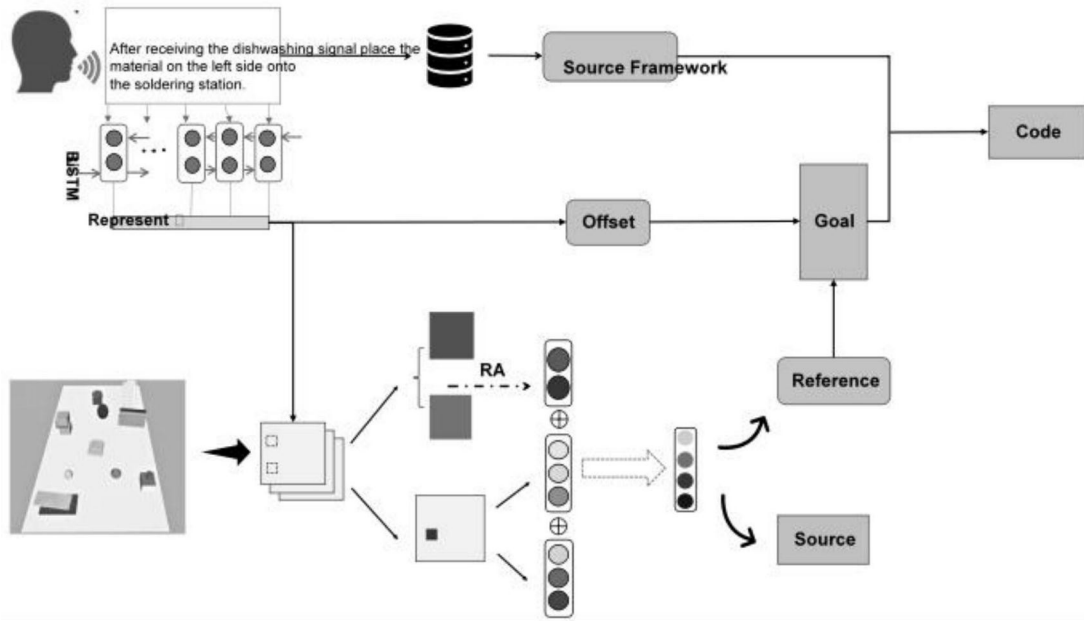 After receiving the dishwashing signal place the
material on the left side onto
the soldering station.
Source Framework
Code
BiSTM
Represent
Offset
Goal
RA
Reference
Source